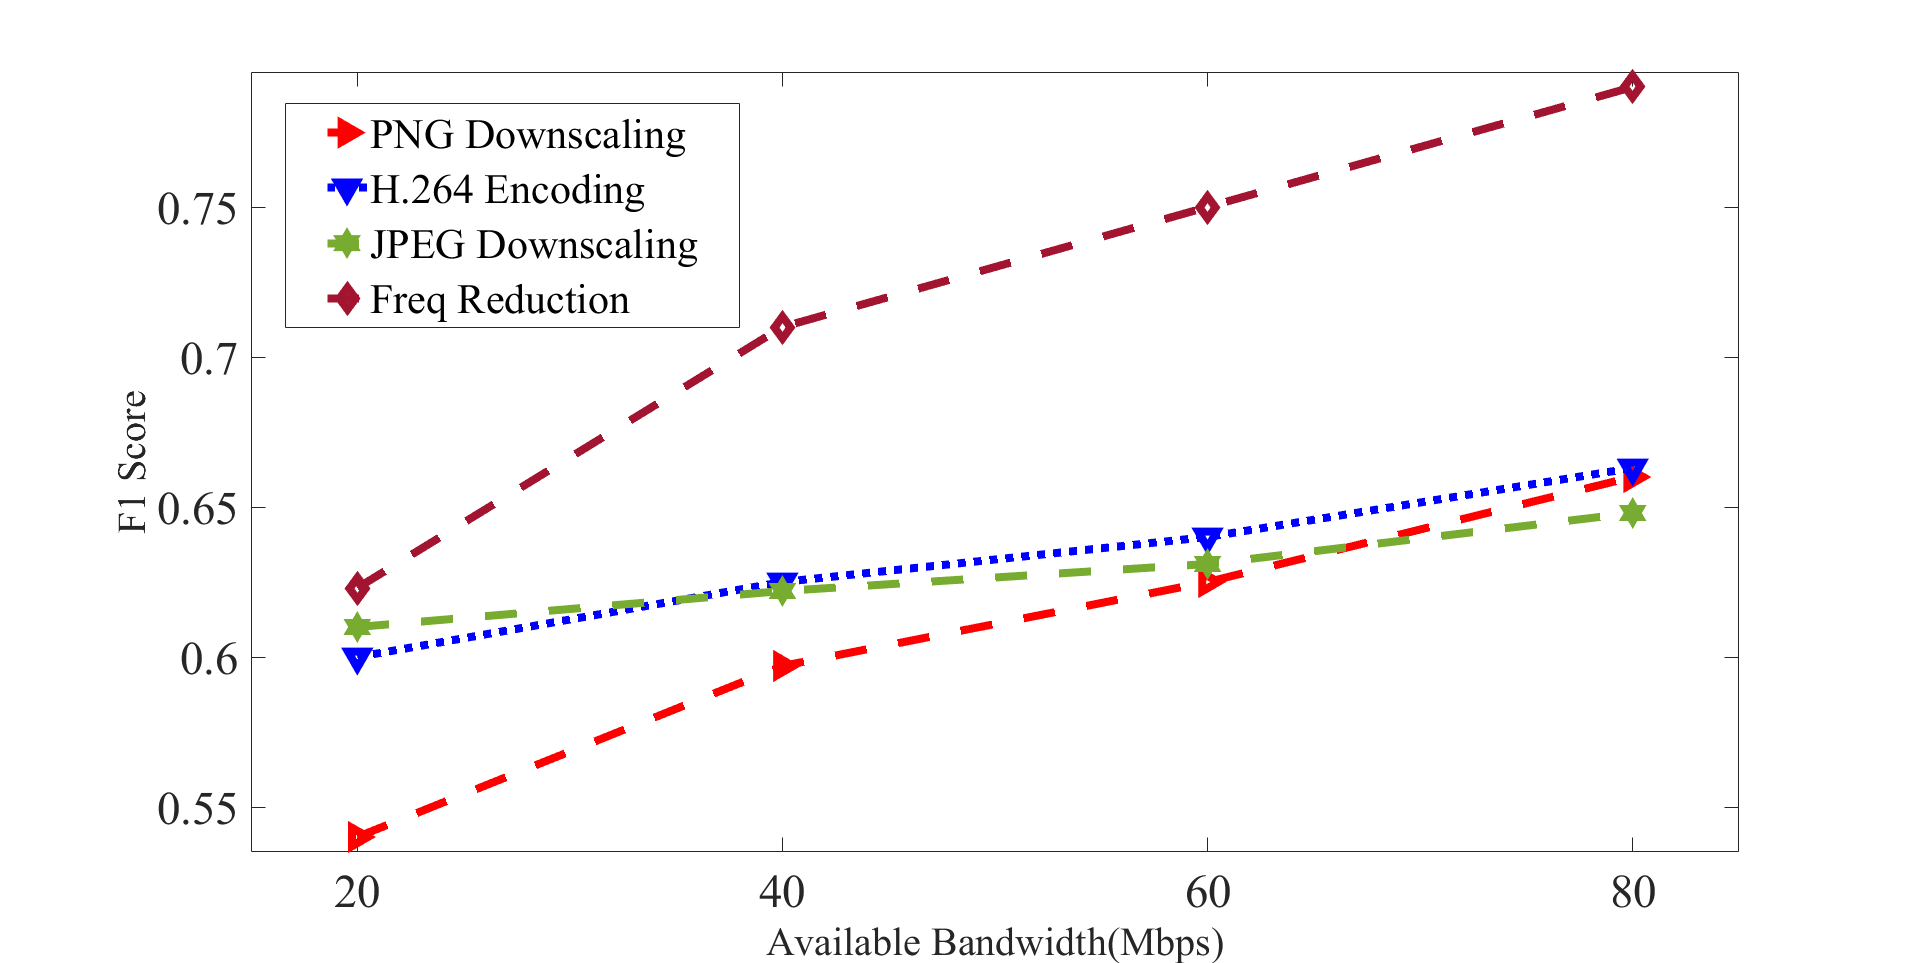 PNG Downscaling
H.264 Encoding
JPEG Downscaling
Freq Reduction
0.75
0.7
0.65
0.6
0.55
F1 Score
20 40 60 80
Available Bandwidth(Mbps)